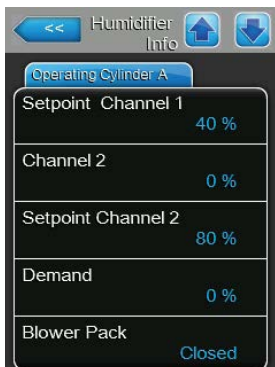 <<
Humidifier
Info
Operating Cylinder A
Setpoint Channel 1
40 %
Channel 2
0 %
Setpoint Channel 2
80 %
Demand
0 %
Blower Pack
Closed